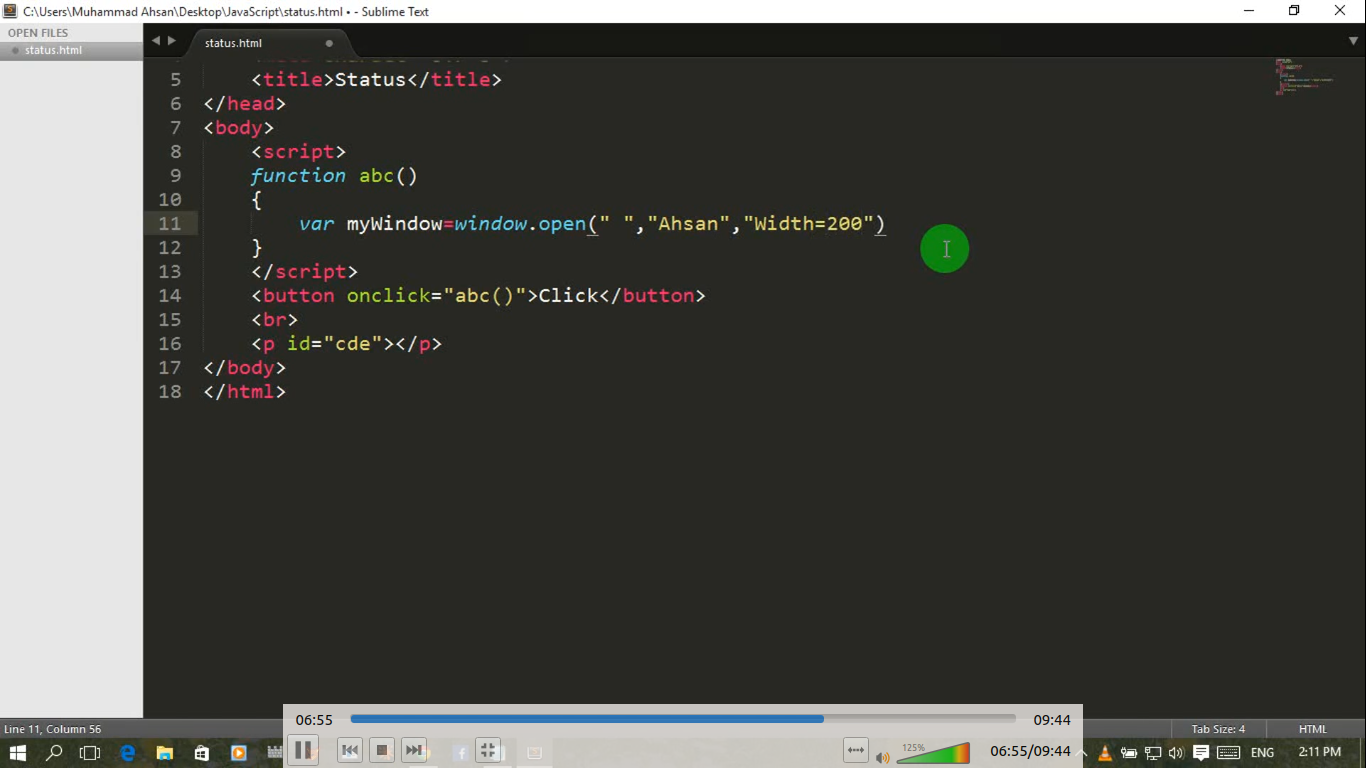 C:\Users\Muhammad Ahsan\Desktop\JavaScript\status.html • - Sublime Text
OPEN FILES
status.html
status.html
5 <title>Status</title>
6 </head>
7 <body>
8 <script>
9 function abc()
10 {
11 var myWindow=window.open(" ","Ahsan","Width=200")
12 }
13 </script>
14 <button onclick="abc()">Click</button>
15 <br>
16 <p id="cde"></p>
17 </body>
18 </html>
06:55 09:44
Line 11, Column 56 Tab Size: 4 HTML
125% 06:55/09:44 ENG 2:11 PM